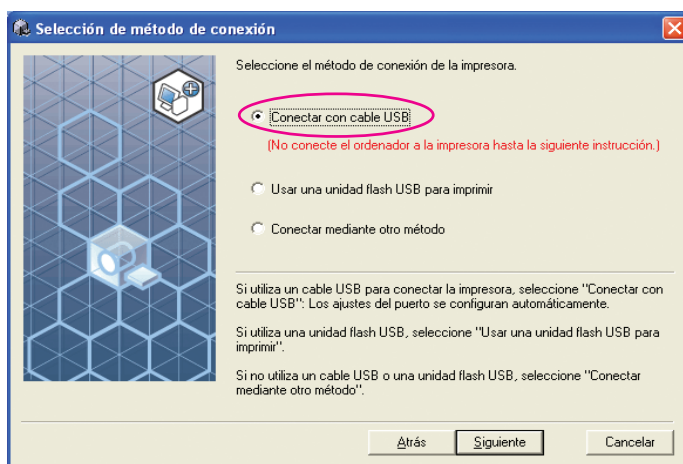 Selección de método de conexión
Seleccione el método de conexión de la impresora.
Conectar con cable USB
(No conecte el ordenador a la impresora hasta la siguiente instrucción.)
Usar una unidad flash USB para imprimir
Conectar mediante otro método
Si utiliza un cable USB para conectar la impresora, seleccione "Conectar con
cable USB": Los ajustes del puerto se configuran automáticamente.
Si utiliza una unidad flash USB, seleccione "Usar una unidad flash USB para
imprimir".
Si no utiliza un cable USB o una unidad flash USB, seleccione "Conectar
mediante otro método".
Atrás
Siguiente
Cancelar